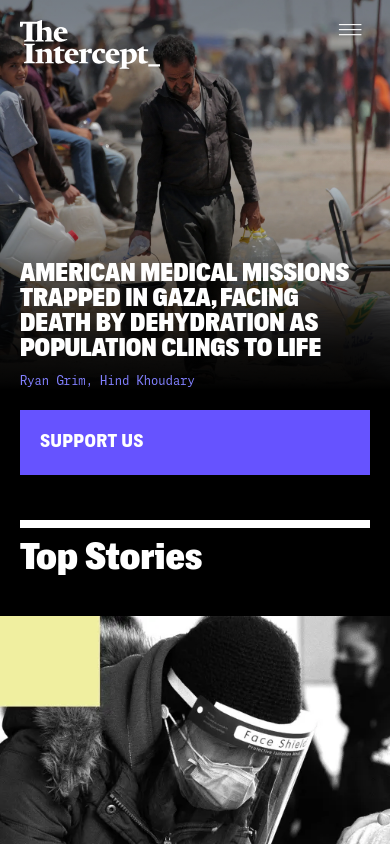 The
Intercept_
AMERICAN MEDICAL MISSIONS
TRAPPED IN GAZA, FACING
DEATH BY DEHYDRATION AS
POPULATION CLINGS TO LIFE
Ryan Grim, Hind Khoudary
SUPPORT US
Top Stories
Face Shield